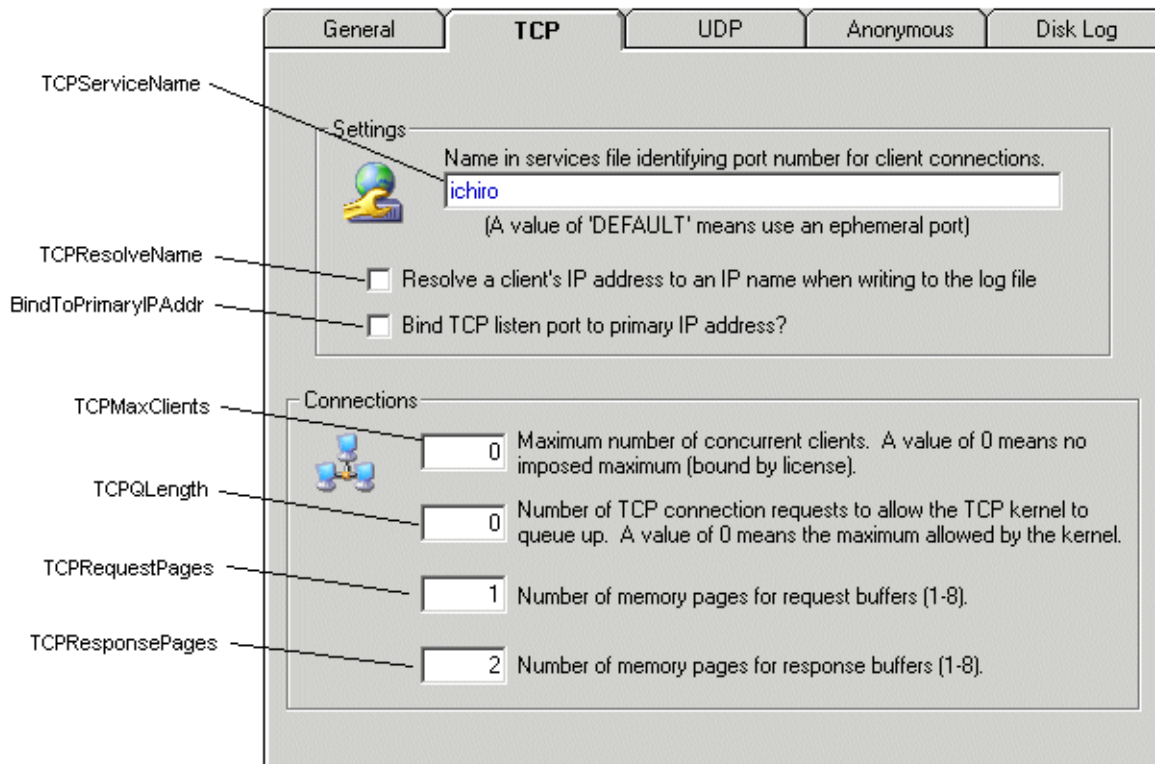 General TCP UDP Anonymous Disk Log
TCPServiceName
Settings
Name in services file identifying port number for client connections.
ichiro
(A value of 'DEFAULT' means use an ephemeral port)
TCPResolveName
Resolve a client's IP address to an IP name when writing to the log file
BindToPrimaryIPAddr
Bind TCP listen port to primary IP address?
Connections
TCPMaxClients
0 Maximum number of concurrent clients. A value of 0 means no
imposed maximum (bound by license).
TCPQLength
0 Number of TCP connection requests to allow the TCP kernel to
queue up. A value of 0 means the maximum allowed by the kernel.
TCPRequestPages
1 Number of memory pages for request buffers (1-8).
TCPResponsePages
2 Number of memory pages for response buffers (1-8).